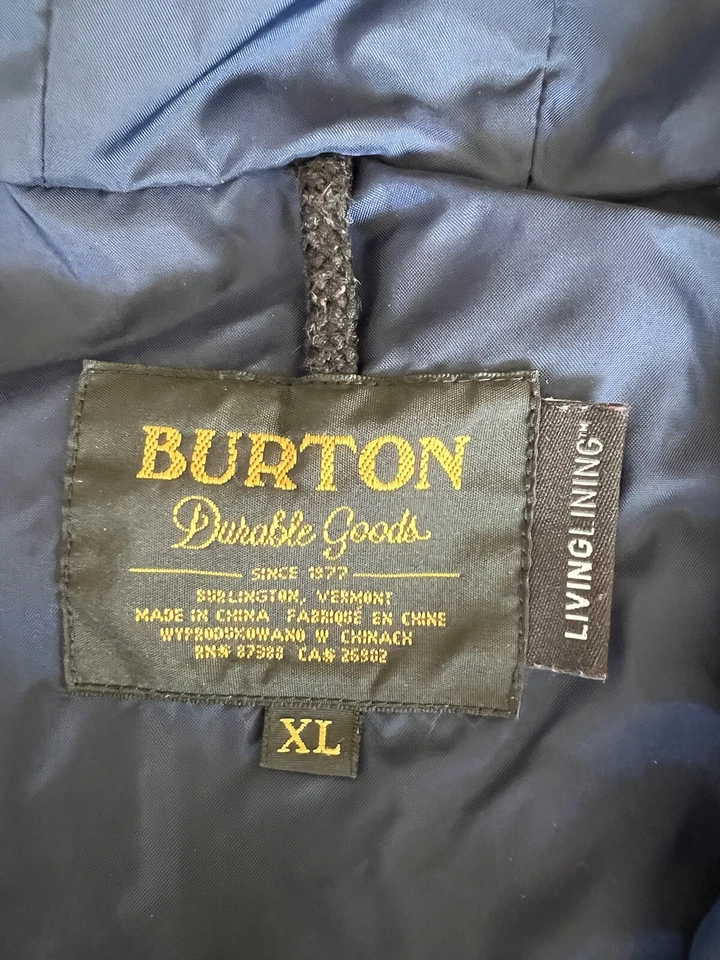 BURTON
Durable Goods
SINCE 1977
BURLINGTON, VERMONT
MADE IN CHINA FABRIQUÉ EN CHINE
WYPRODUKOWANO W CHINACH
RN# 87388 CA# 26902
XL
LIVINGLINING™